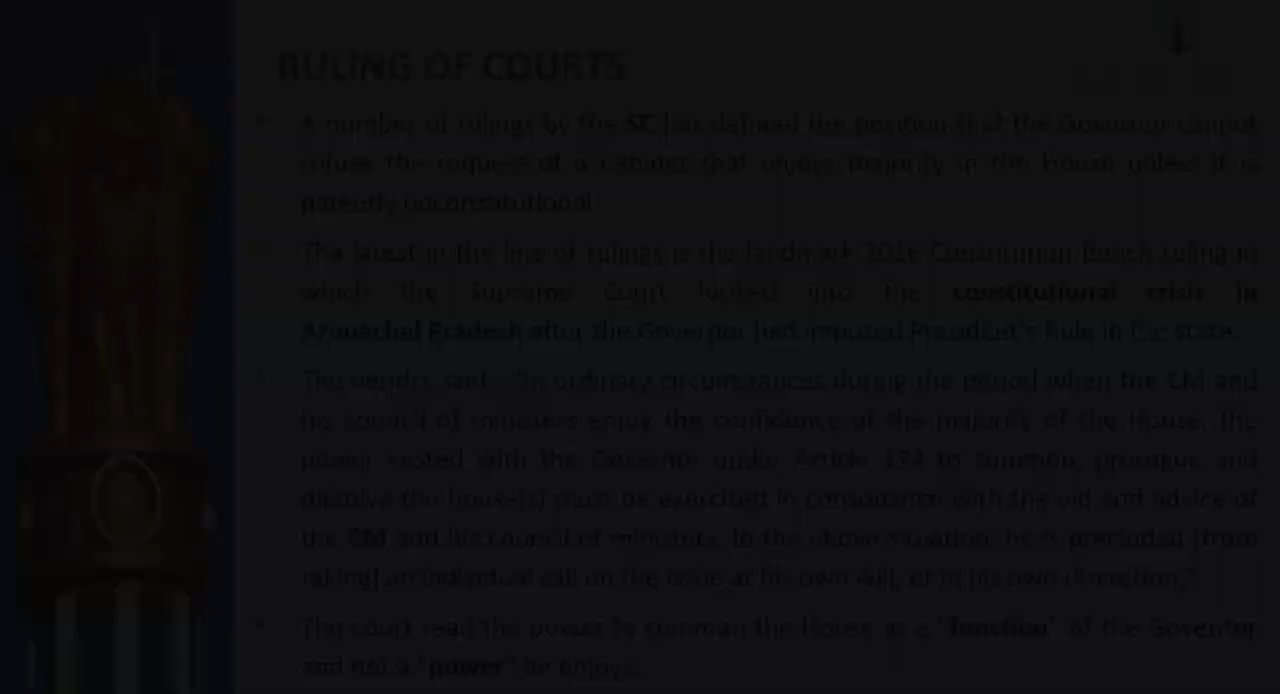 RULING OF COURTS
A number of rulings by the SC has defined the position that the Governor cannot
refuse the request of a Cabinet that enjoys majority in the House unless it is
patently unconstitutional.
The latest in the line of rulings is the landmark 2016 Constitution Bench ruling in
which the Supreme Court looked into the constitutional crisis in
Arunachal Pradesh after the Governor had imposed President's Rule in the state.
"In ordinary circumstances during the period when the CM and
his council of ministers enjoy the confidence of the majority of the House, the
power vested with the Governor under Article 174 to summon, prorogue and
dissolve the house(s) must be exercised in consonance with the aid and advice of
the CM and his council of ministers. In the above situation, he is precluded [from
taking] an individual call on the issue at his own will, or in his own discretion,"
The court read the power to summon the House as a "function" of the Governor
and not a "power" he enjoys.